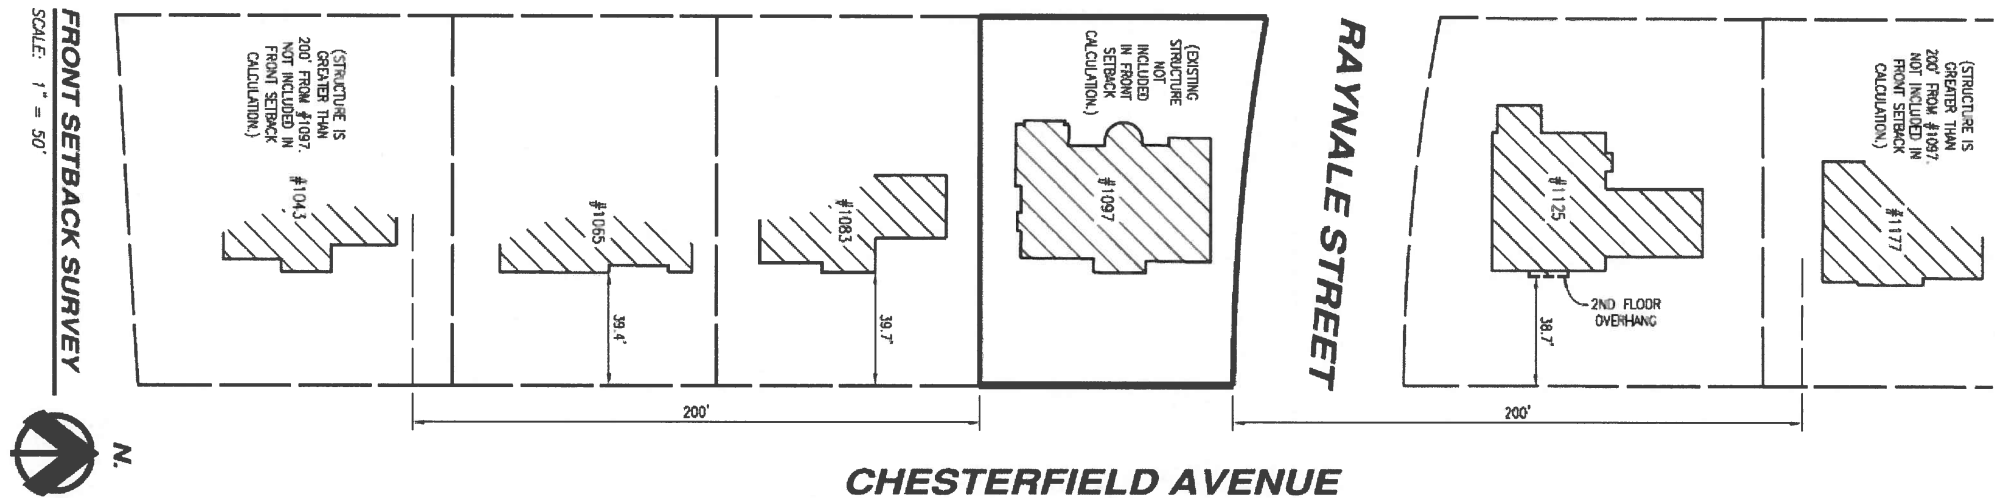 FRONT SETBACK SURVEY
SCALE: 1" = 50'
N.
(STRUCTURE IS
GREATER THAN
200' FROM #1097.
NOT INCLUDED IN
FRONT SETBACK
CALCULATION.)
#1043
#1065
39.4'
#1083
39.7'
(EXISTING
STRUCTURE
NOT
INCLUDED
IN FRONT
SETBACK
CALCULATION.)
#1097
RAYNALE STREET
#1125
2ND FLOOR
OVERHANG
38.7'
(STRUCTURE IS
GREATER THAN
200' FROM #1097.
NOT INCLUDED IN
FRONT SETBACK
CALCULATION.)
#1177
200'
200'
CHESTERFIELD AVENUE